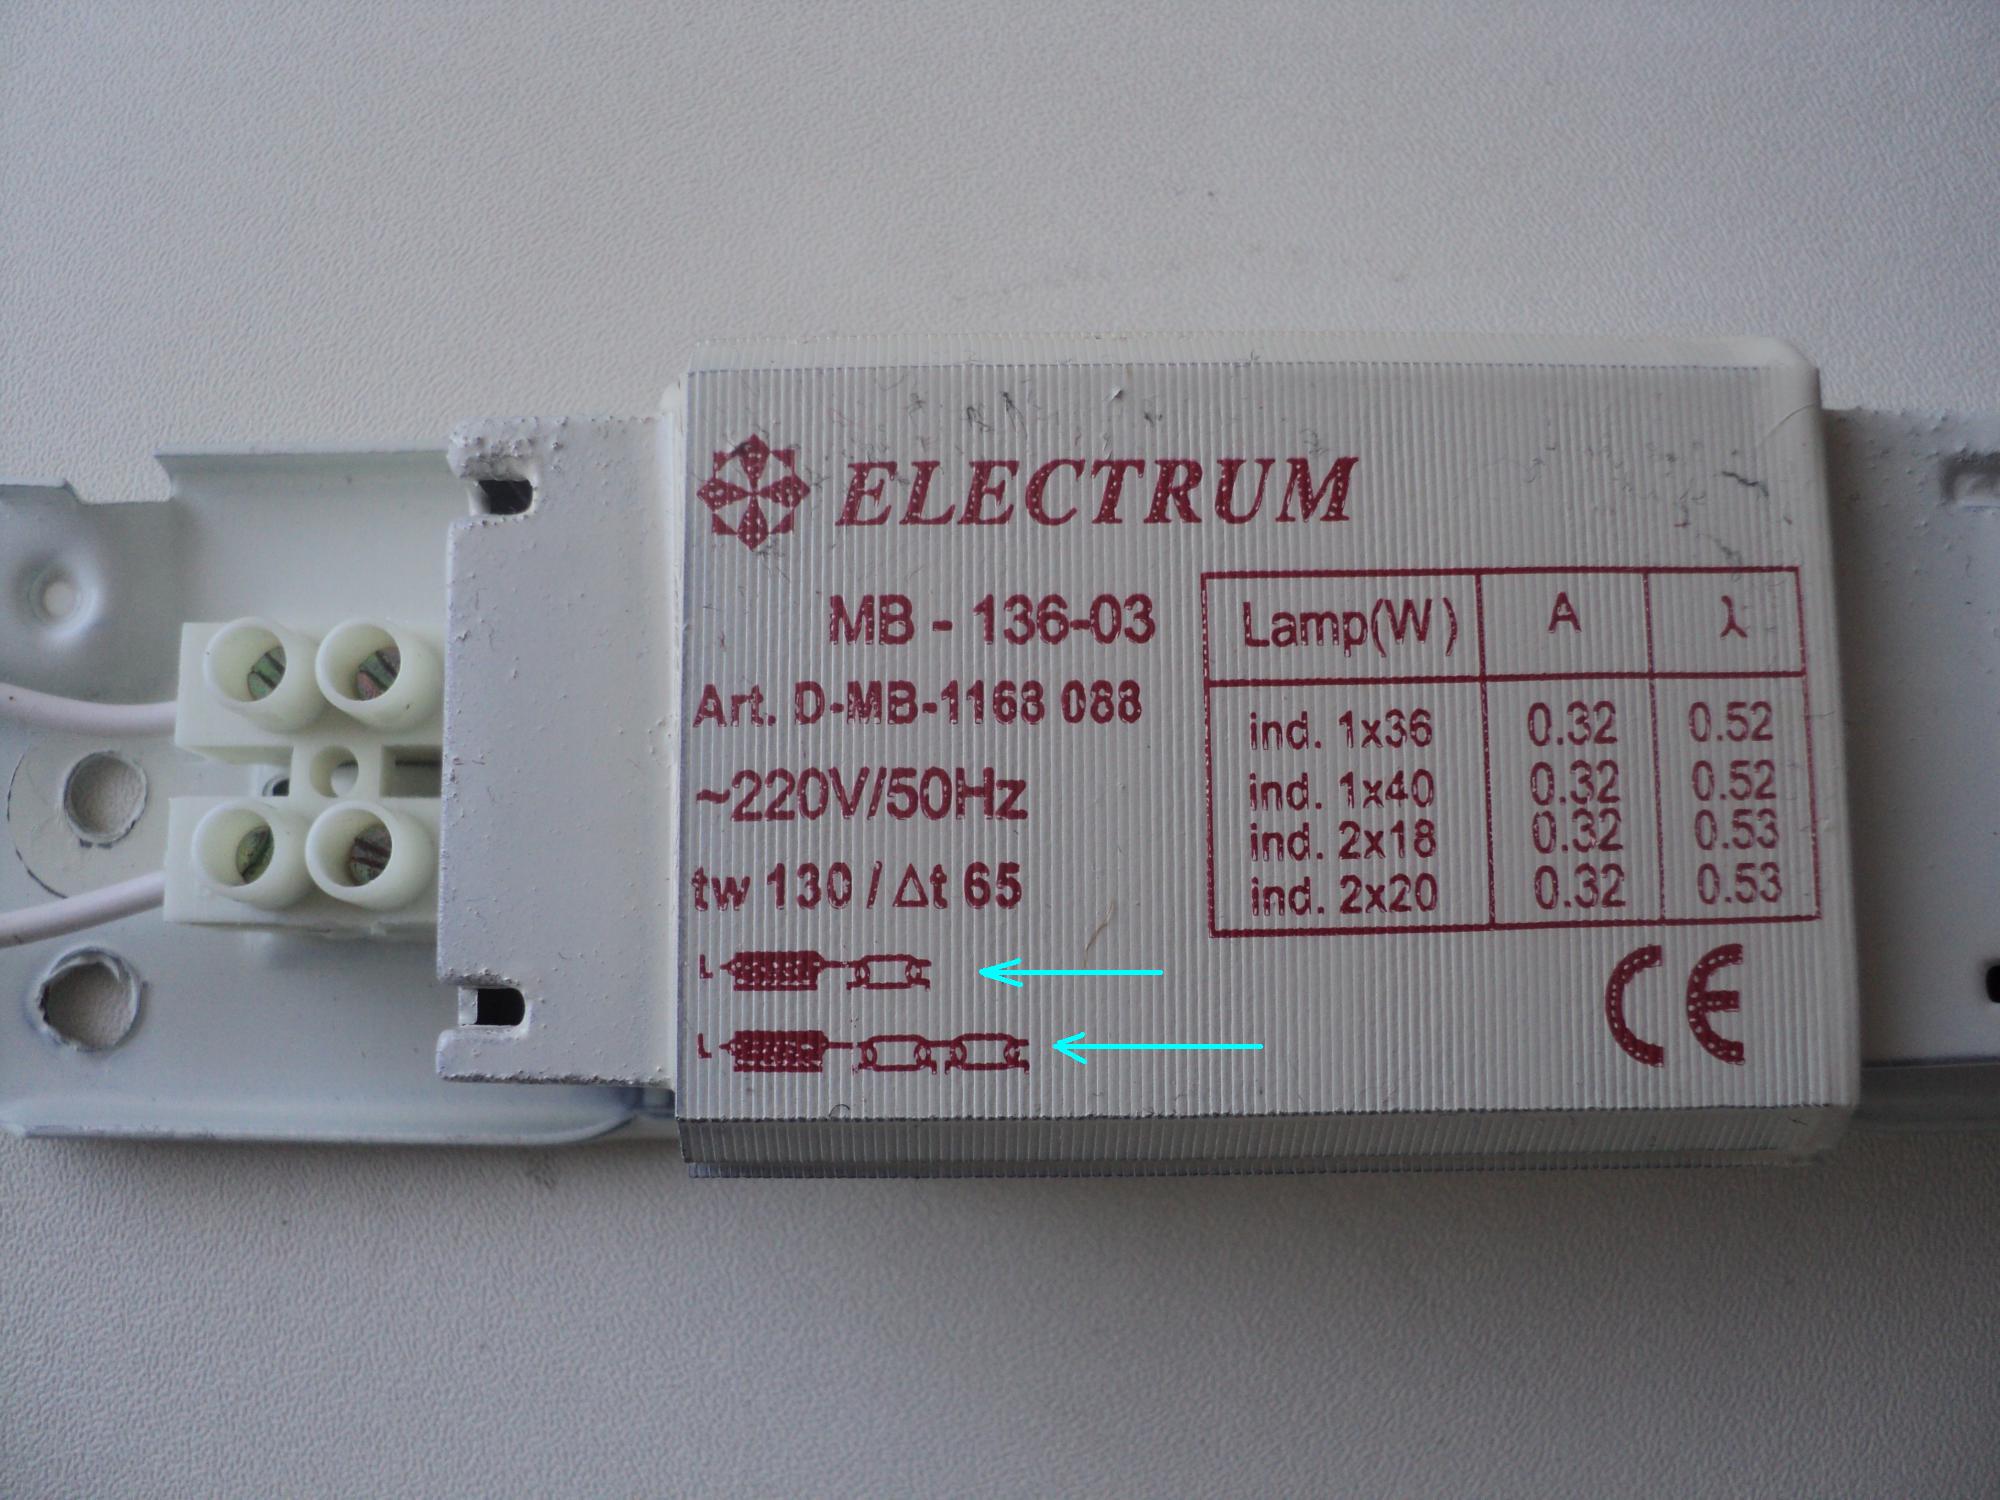 ELECTRUM
MB - 136-03
Art. D-MB-1168 088
~220V/50Hz
tw 130 / Δt 65
L
L
Lamp(W) A λ
ind. 1x36 0.32 0.52
ind. 1x40 0.32 0.52
ind. 2x18 0.32 0.53
ind. 2x20 0.32 0.53
CE